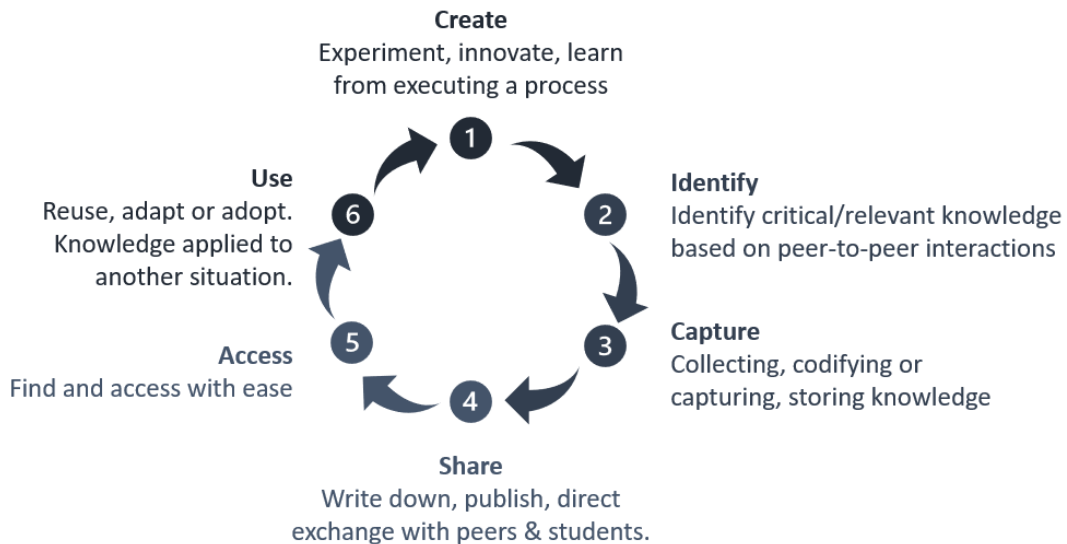 Create
Experiment, innovate, learn
from executing a process
1
2
Identify
Identify critical/relevant knowledge
based on peer-to-peer interactions
3
Capture
Collecting, codifying or
capturing, storing knowledge
4
Share
Write down, publish, direct
exchange with peers & students.
5
Access
Find and access with ease
6
Use
Reuse, adapt or adopt.
Knowledge applied to
another situation.